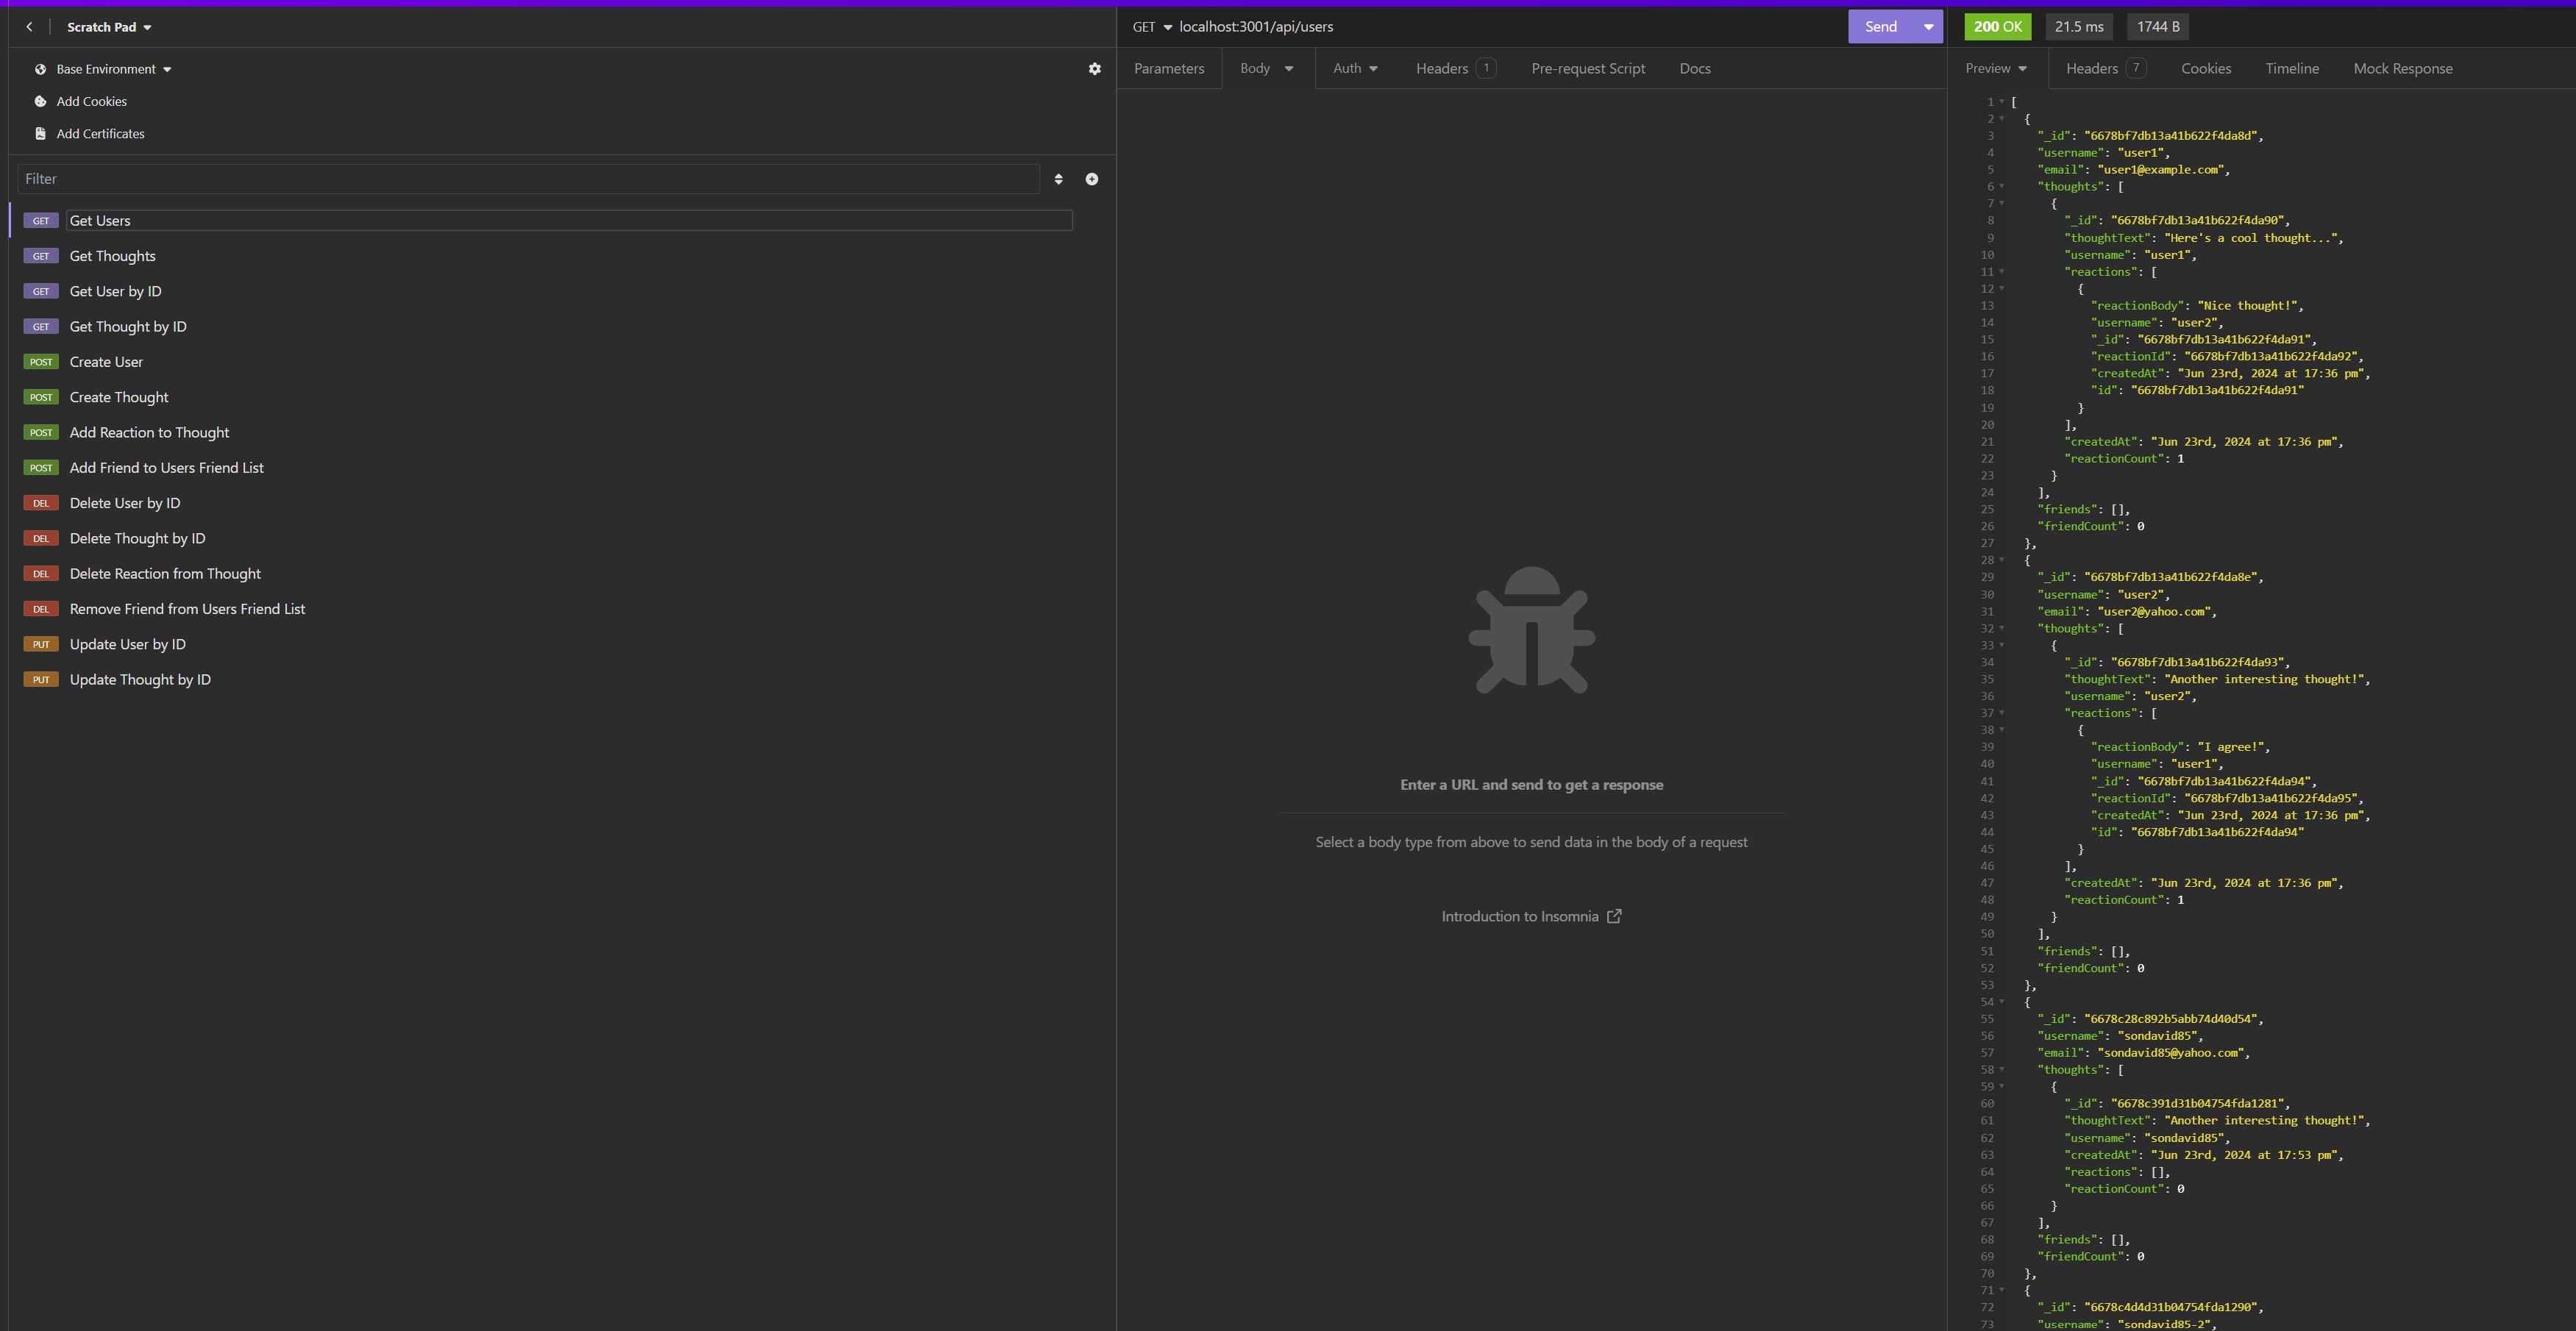 Scratch Pad
Base Environment
Add Cookies
Add Certificates
Filter
GET Get Users
GET Get Thoughts
GET Get User by ID
GET Get Thought by ID
POST Create User
POST Create Thought
POST Add Reaction to Thought
POST Add Friend to Users Friend List
DEL Delete User by ID
DEL Delete Thought by ID
DEL Delete Reaction from Thought
DEL Remove Friend from Users Friend List
PUT Update User by ID
PUT Update Thought by ID
GET localhost:3001/api/users Send
Parameters Body Auth Headers 1 Pre-request Script Docs
Enter a URL and send to get a response
Select a body type from above to send data in the body of a request
Introduction to Insomnia
200 OK 21.5 ms 1744 B
Preview Headers 7 Cookies Timeline Mock Response
1 [
2 {
3 "_id": "6678bf7db13a41b622f4da8d",
4 "username": "user1",
5 "email": "user1@example.com",
6 "thoughts": [
7 {
8 "_id": "6678bf7db13a41b622f4da90",
9 "thoughtText": "Here's a cool thought...",
10 "username": "user1",
11 "reactions": [
12 {
13 "reactionBody": "Nice thought!",
14 "username": "user2",
15 "_id": "6678bf7db13a41b622f4da91",
16 "reactionId": "6678bf7db13a41b622f4da92",
17 "createdAt": "Jun 23rd, 2024 at 17:36 pm",
18 "id": "6678bf7db13a41b622f4da91"
19 }
20 ],
21 "createdAt": "Jun 23rd, 2024 at 17:36 pm",
22 "reactionCount": 1
23 }
24 ],
25 "friends": [],
26 "friendCount": 0
27 },
28 {
29 "_id": "6678bf7db13a41b622f4da8e",
30 "username": "user2",
31 "email": "user2@yahoo.com",
32 "thoughts": [
33 {
34 "_id": "6678bf7db13a41b622f4da93",
35 "thoughtText": "Another interesting thought!",
36 "username": "user2",
37 "reactions": [
38 {
39 "reactionBody": "I agree!",
40 "username": "user1",
41 "_id": "6678bf7db13a41b622f4da94",
42 "reactionId": "6678bf7db13a41b622f4da95",
43 "createdAt": "Jun 23rd, 2024 at 17:36 pm",
44 "id": "6678bf7db13a41b622f4da94"
45 }
46 ],
47 "createdAt": "Jun 23rd, 2024 at 17:36 pm",
48 "reactionCount": 1
49 }
50 ],
51 "friends": [],
52 "friendCount": 0
53 },
54 {
55 "_id": "6678c28c892b5abb74d40d54",
56 "username": "sondavid85",
57 "email": "sondavid85@yahoo.com",
58 "thoughts": [
59 {
60 "_id": "6678c391d31b04754fda1281",
61 "thoughtText": "Another interesting thought!",
62 "username": "sondavid85",
63 "createdAt": "Jun 23rd, 2024 at 17:53 pm",
64 "reactions": [],
65 "reactionCount": 0
66 }
67 ],
68 "friends": [],
69 "friendCount": 0
70 },
71 {
72 "_id": "6678c4d4d31b04754fda1290",
73 "username": "sondavid85-2",